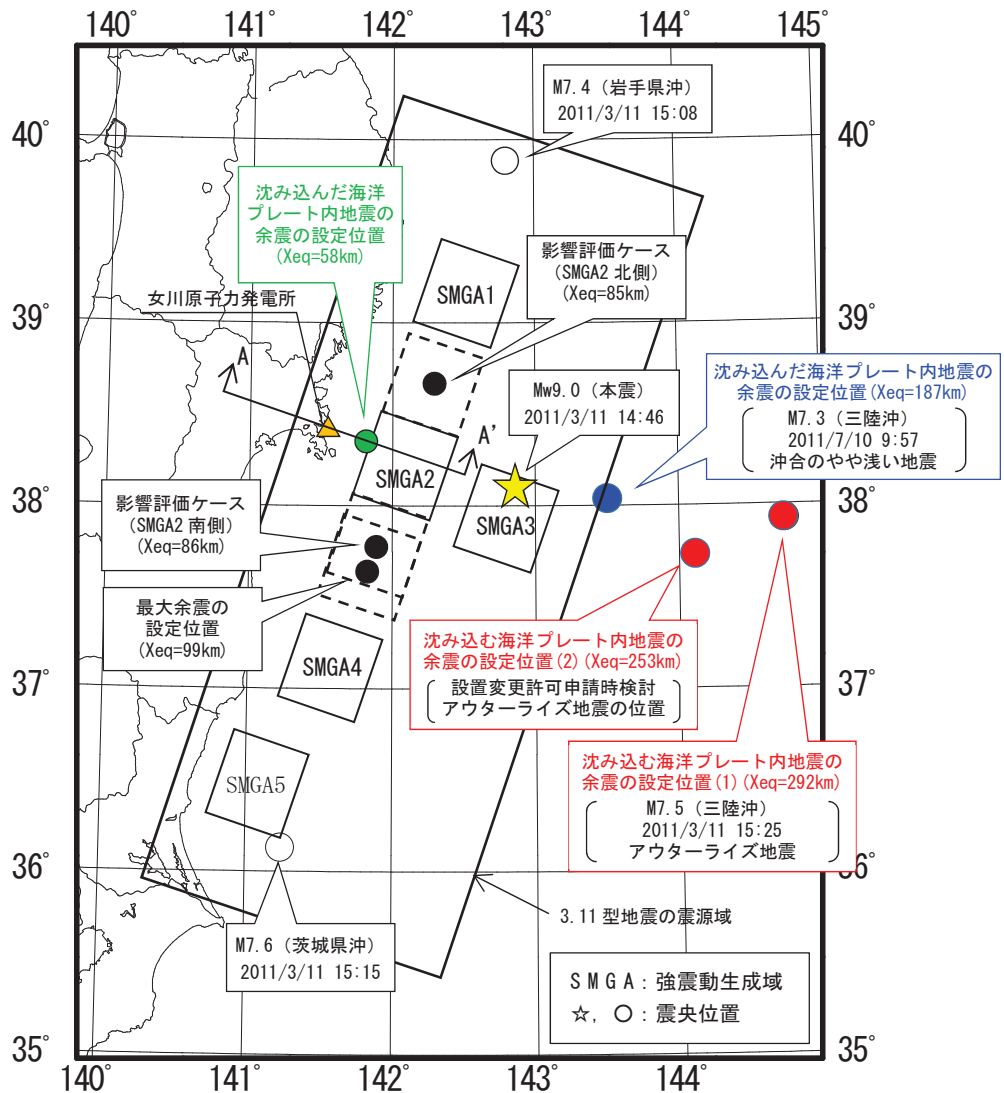 140° 141° 142° 143° 144° 145°
M7.4（岩手県沖）
2011/3/11 15:08
40°
40°
沈み込んだ海洋
プレート内地震の
余震の設定位置
(Xeq=58km)
影響評価ケース
(SMGA2 北側)
(Xeq=85km)
SMGA1
女川原子力発電所
39°
39°
A
Mw9.0（本震）
2011/3/11 14:46
沈み込んだ海洋プレート内地震の
余震の設定位置(Xeq=187km)
M7.3（三陸沖）
2011/7/10 9:57
沖合のやや浅い地震
A'
SMGA2
SMGA3
影響評価ケース
(SMGA2 南側)
(Xeq=86km)
38°
38°
最大余震の
設定位置
(Xeq=99km)
沈み込む海洋プレート内地震の
余震の設定位置(2)(Xeq=253km)
設置変更許可申請時検討
アウターライズ地震の位置
SMGA4
37°
37°
沈み込む海洋プレート内地震の
余震の設定位置(1)(Xeq=292km)
M7.5（三陸沖）
2011/3/11 15:25
アウターライズ地震
SMGA5
36°
36°
3.11型地震の震源域
M7.6（茨城県沖）
2011/3/11 15:15
ＳＭＧＡ：強震動生成域
☆，○：震央位置
35°
35°
140° 141° 142° 143° 144°